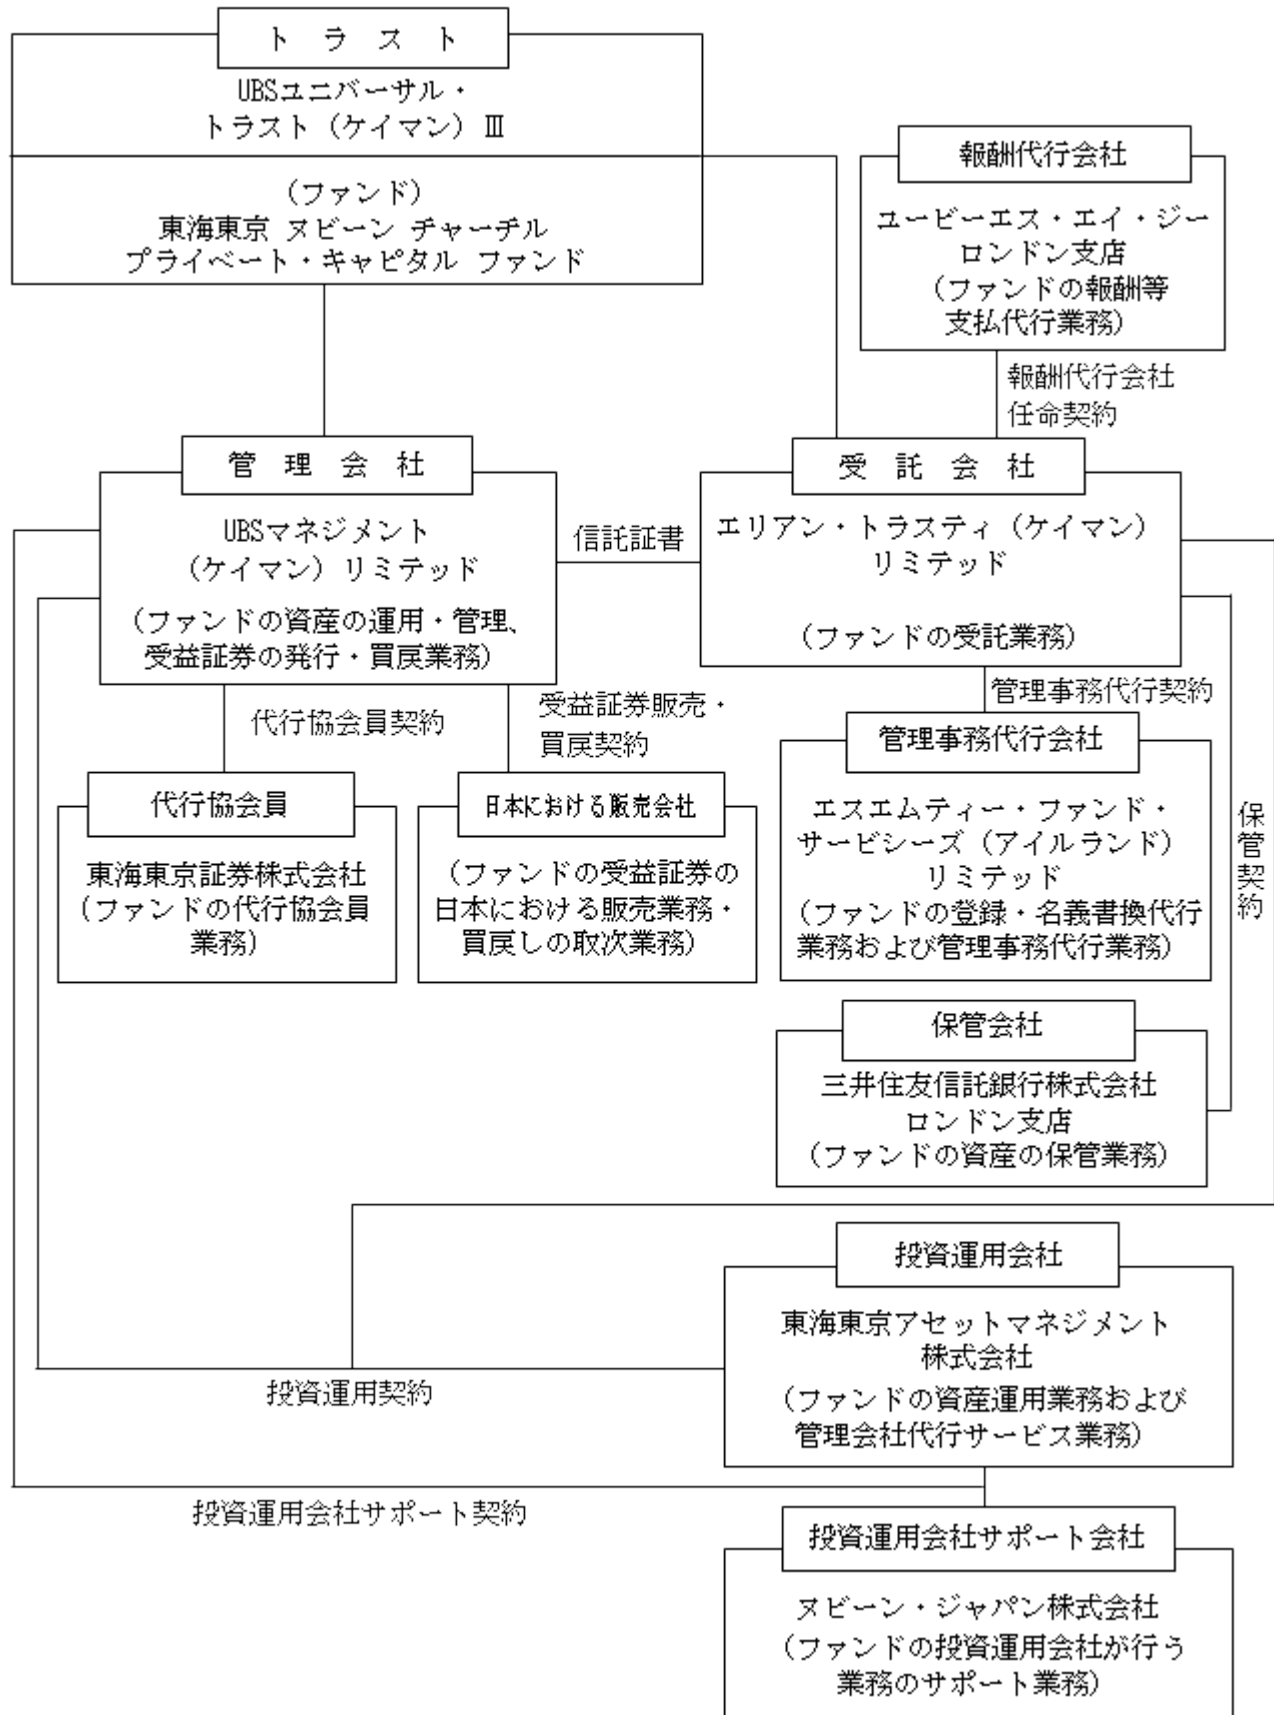 トラスト
UBSユニバーサル・
トラスト（ケイマン）Ⅲ
（ファンド）
東海東京 ヌビーン チャーチル
プライベート・キャピタル ファンド
報酬代行会社
ユービーエス・エイ・ジー
ロンドン支店
（ファンドの報酬等
支払代行業務）
報酬代行会社
任命契約
管理会社
UBSマネジメント
（ケイマン）リミテッド
（ファンドの資産の運用・管理、
受益証券の発行・買戻業務）
信託証書
受託会社
エリアン・トラスティ（ケイマン）
リミテッド
（ファンドの受託業務）
代行協会員契約
受益証券販売・
買戻契約
管理事務代行契約
代行協会員
東海東京証券株式会社
（ファンドの代行協会員
業務）
日本における販売会社
（ファンドの受益証券の
日本における販売業務・
買戻しの取次業務）
管理事務代行会社
エスエムティー・ファンド・
サービシーズ（アイルランド）
リミテッド
（ファンドの登録・名義書換代行
業務および管理事務代行業務）
保管契約
保管会社
三井住友信託銀行株式会社
ロンドン支店
（ファンドの資産の保管業務）
投資運用会社
東海東京アセットマネジメント
株式会社
（ファンドの資産運用業務および
管理会社代行サービス業務）
投資運用契約
投資運用会社サポート契約
投資運用会社サポート会社
ヌビーン・ジャパン株式会社
（ファンドの投資運用会社が行う
業務のサポート業務）